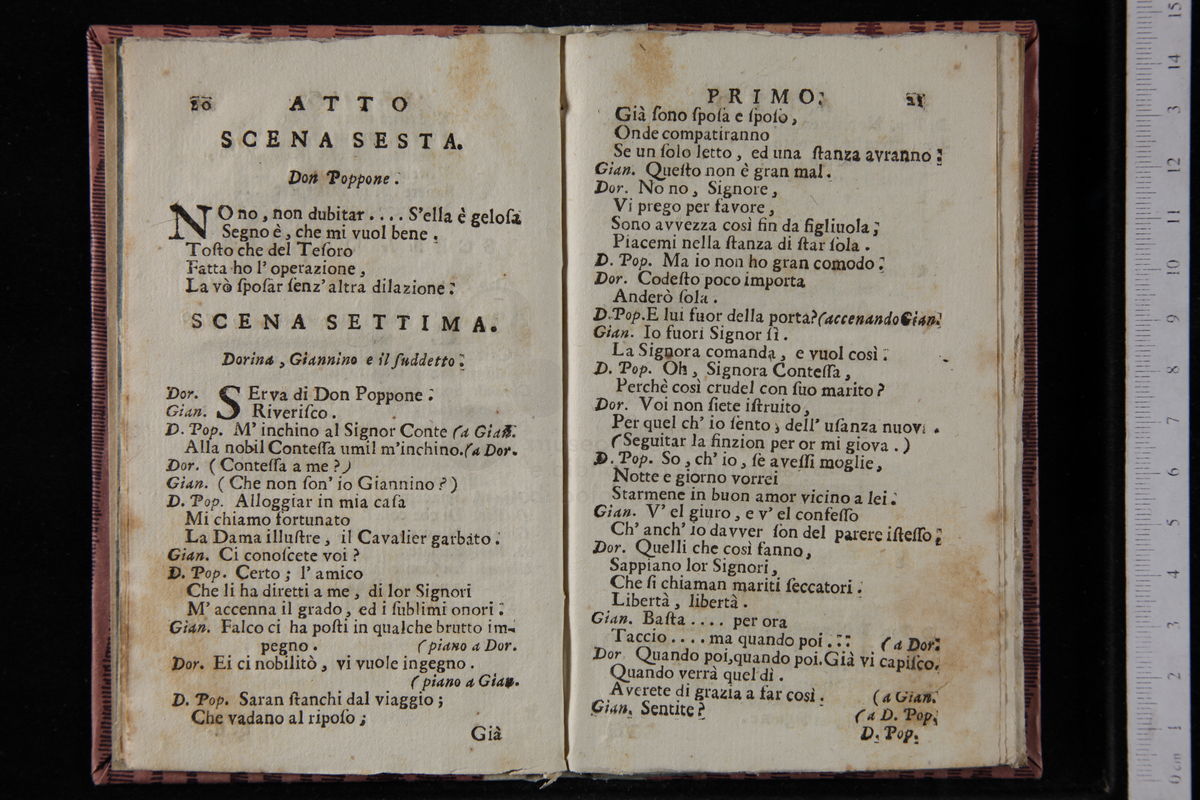 20 ATTO
SCENA SESTA.
Don Poppone.
NO no, non dubitar .... S'ella è geloſa
Segno è, che mi vuol bene.
Toſto che del Teſoro
Fatta ho l' operazione,
La vò ſpoſar ſenz' altra dilazione.
SCENA SETTIMA.
Dorina, Giannino e il ſuddetto.
Dor. SErva di Don Poppone.
Gian. Riveriſco.
D. Pop. M' inchino al Signor Conte (a Gian.
Alla nobil Conteſſa umil m'inchino.(a Dor.
Dor. (Conteſſa a me?)
Gian. (Che non ſon' io Giannino?)
D. Pop. Alloggiar in mia caſa
Mi chiamo fortunato
La Dama illuſtre, il Cavalier garbato.
Gian. Ci conoſcete voi?
D. Pop. Certo; l' amico
Che li ha diretti a me, di lor Signori
M' accenna il grado, ed i ſublimi onori.
Gian. Falco ci ha poſti in qualche brutto im-
pegno. (piano a Dor.
Dor. Ei ci nobilitò, vi vuole ingegno.
(piano a Gian.
D. Pop. Saran ſtanchi dal viaggio;
Che vadano al ripoſo;
Già
PRIMO. 21
Già ſono ſpoſa e ſpoſo,
Onde compatiranno
Se un ſolo letto, ed una ſtanza avranno.
Gian. Queſto non è gran mal.
Dor. No no, Signore,
Vi prego per favore,
Sono avvezza così fin da figliuola;
Piacemi nella ſtanza di ſtar ſola.
D. Pop. Ma io non ho gran comodo.
Dor. Codeſto poco importa
Anderò ſola.
D.Pop.E lui fuor della porta?(accenando Gian.
Gian. Io fuori Signor ſì.
La Signora comanda, e vuol così.
D. Pop. Oh, Signora Conteſſa,
Perchè così crudel con ſuo marito?
Dor. Voi non ſiete iſtruito,
Per quel ch' io ſento, dell' uſanza nuova.
(Seguitar la finzion per or mi giova.)
D. Pop. So, ch' io, ſe aveſſi moglie,
Notte e giorno vorrei
Starmene in buon amor vicino a lei.
Gian. V' el giuro, e v' el confeſſo
Ch' anch' io davver ſon del parere iſteſſo;
Dor. Quelli che così fanno,
Sappiano lor Signori,
Che ſi chiaman mariti ſeccatori.
Libertà, libertà.
Gian. Baſta .... per ora
Taccio .... ma quando poi ... (a Dor.
Dor Quando poi,quando poi.Già vi capiſco.
Quando verrà quel dì.
Averete di grazia a far così. (a Gian.
Gian. Sentite? (a D. Pop.
D. Pop.